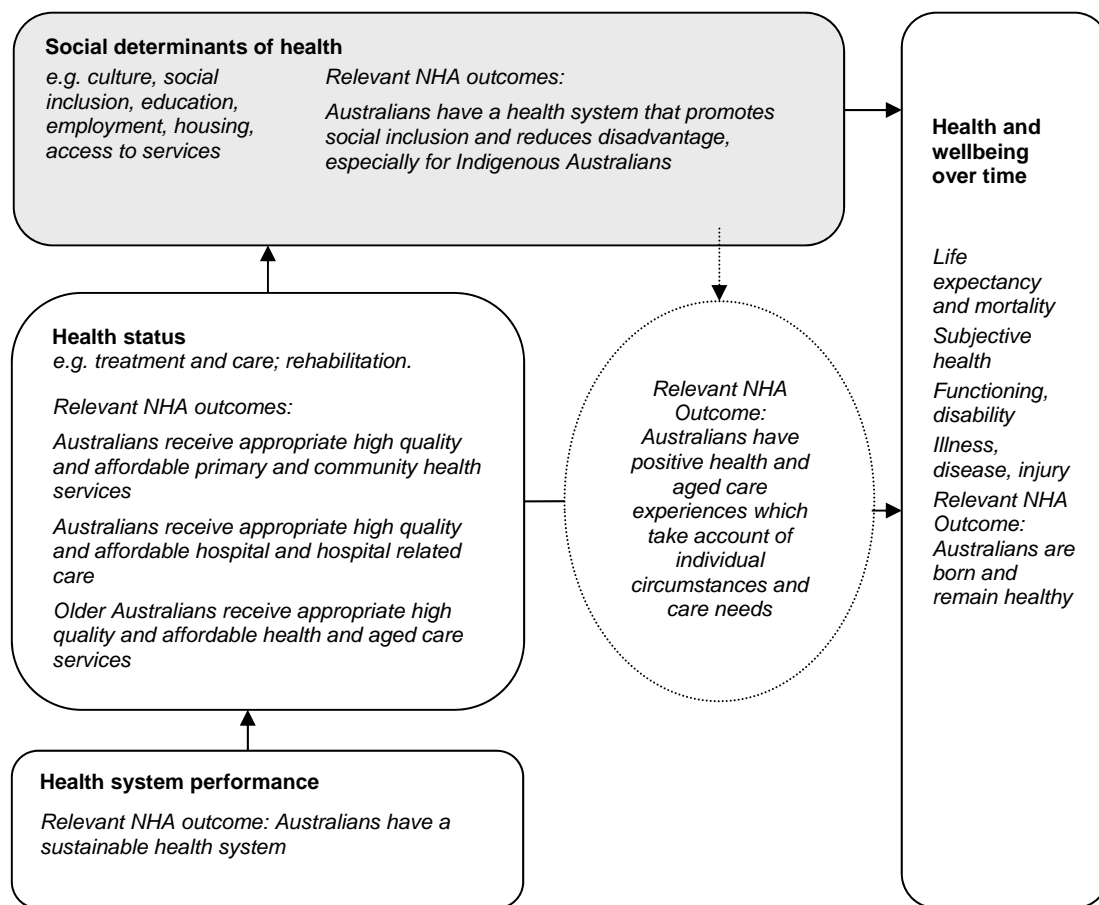 Social determinants of health
e.g. culture, social
inclusion, education,
employment, housing,
access to services
Relevant NHA outcomes:
Australians have a health system that promotes
social inclusion and reduces disadvantage,
especially for Indigenous Australians
Health status
e.g. treatment and care; rehabilitation.
Relevant NHA outcomes:
Australians receive appropriate high quality
and affordable primary and community health
services
Australians receive appropriate high quality
and affordable hospital and hospital related
care
Older Australians receive appropriate high
quality and affordable health and aged care
services
Relevant NHA
Outcome:
Australians have
positive health and
aged care
experiences which
take account of
individual
circumstances and
care needs
Health and
wellbeing
over time
Life
expectancy
and mortality
Subjective
health
Functioning,
disability
Illness,
disease, injury
Relevant NHA
Outcome:
Australians are
born and
remain healthy
Health system performance
Relevant NHA outcome: Australians have a
sustainable health system